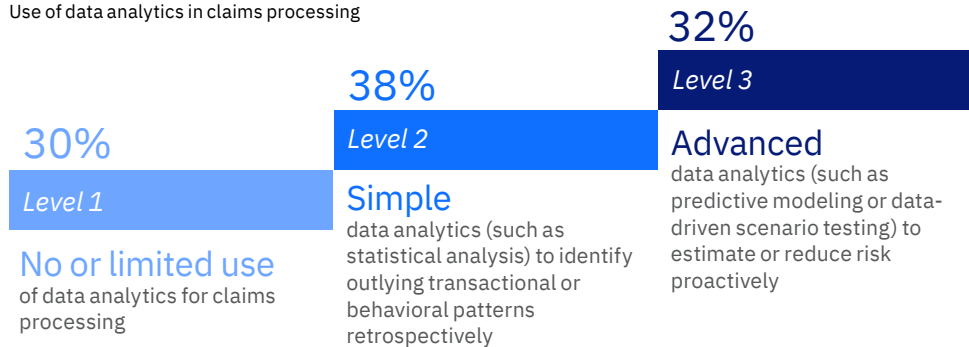 Use of data analytics in claims processing
30%
Level 1
No or limited use
of data analytics for claims
processing
38%
Level 2
Simple
data analytics (such as
statistical analysis) to identify
outlying transactional or
behavioral patterns
retrospectively
32%
Level 3
Advanced
data analytics (such as
predictive modeling or data-
driven scenario testing) to
estimate or reduce risk
proactively